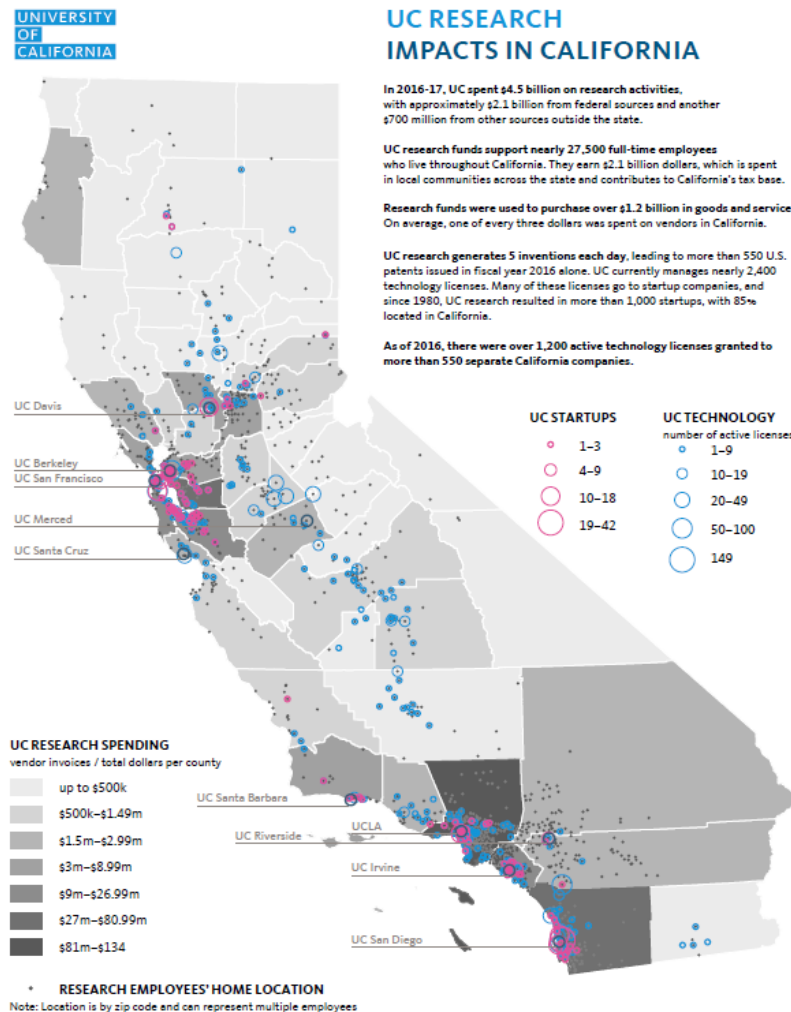 UNIVERSITY
OF
CALIFORNIA
UC RESEARCH
IMPACTS IN CALIFORNIA
In 2016-17, UC spent $4.5 billion on research activities,
with approximately $2.1 billion from federal sources and another
$700 million from other sources outside the state.
UC research funds support nearly 27,500 full-time employees
who live throughout California. They earn $2.1 billion dollars, which is spent
in local communities across the state and contributes to California's tax base.
Research funds were used to purchase over $1.2 billion in goods and service
On average, one of every three dollars was spent on vendors in California.
UC research generates 5 inventions each day, leading to more than 550 U.S.
patents issued in fiscal year 2016 alone. UC currently manages nearly 2,400
technology licenses. Many of these licenses go to startup companies, and
since 1980, UC research resulted in more than 1,000 startups, with 85%
located in California.
As of 2016, there were over 1,200 active technology licenses granted to
more than 550 separate California companies.
UC STARTUPS
1–3
4–9
10–18
19–42
UC TECHNOLOGY
number of active licenses
1–9
10–19
20–49
50–100
149
UC Davis
UC Berkeley
UC San Francisco
UC Merced
UC Santa Cruz
UC Santa Barbara
UCLA
UC Riverside
UC Irvine
UC San Diego
UC RESEARCH SPENDING
vendor invoices / total dollars per county
up to $500k
$500k–$1.49m
$1.5m–$2.99m
$3m–$8.99m
$9m–$26.99m
$27m–$80.99m
$81m–$134
RESEARCH EMPLOYEES' HOME LOCATION
Note: Location is by zip code and can represent multiple employees